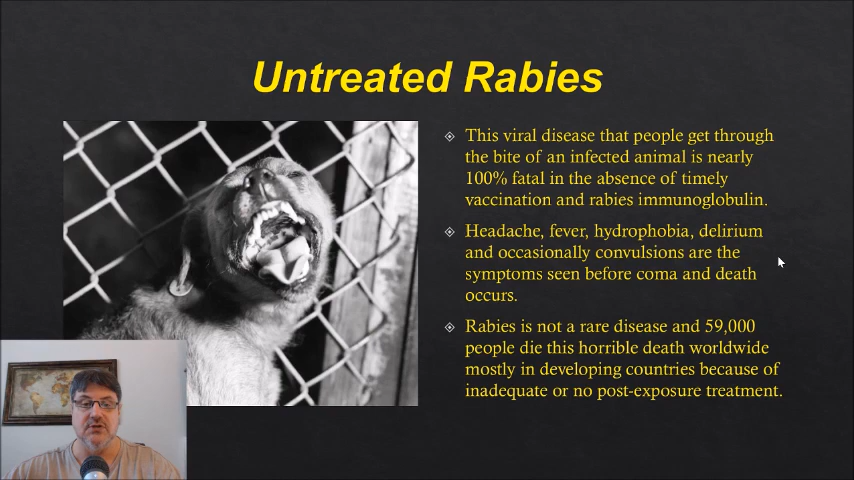 Untreated Rabies
This viral disease that people get through
the bite of an infected animal is nearly
100% fatal in the absence of timely
vaccination and rabies immunoglobulin.
Headache, fever, hydrophobia, delirium
and occasionally convulsions are the
symptoms seen before coma and death
occurs.
Rabies is not a rare disease and 59,000
people die this horrible death worldwide
mostly in developing countries because of
inadequate or no post-exposure treatment.